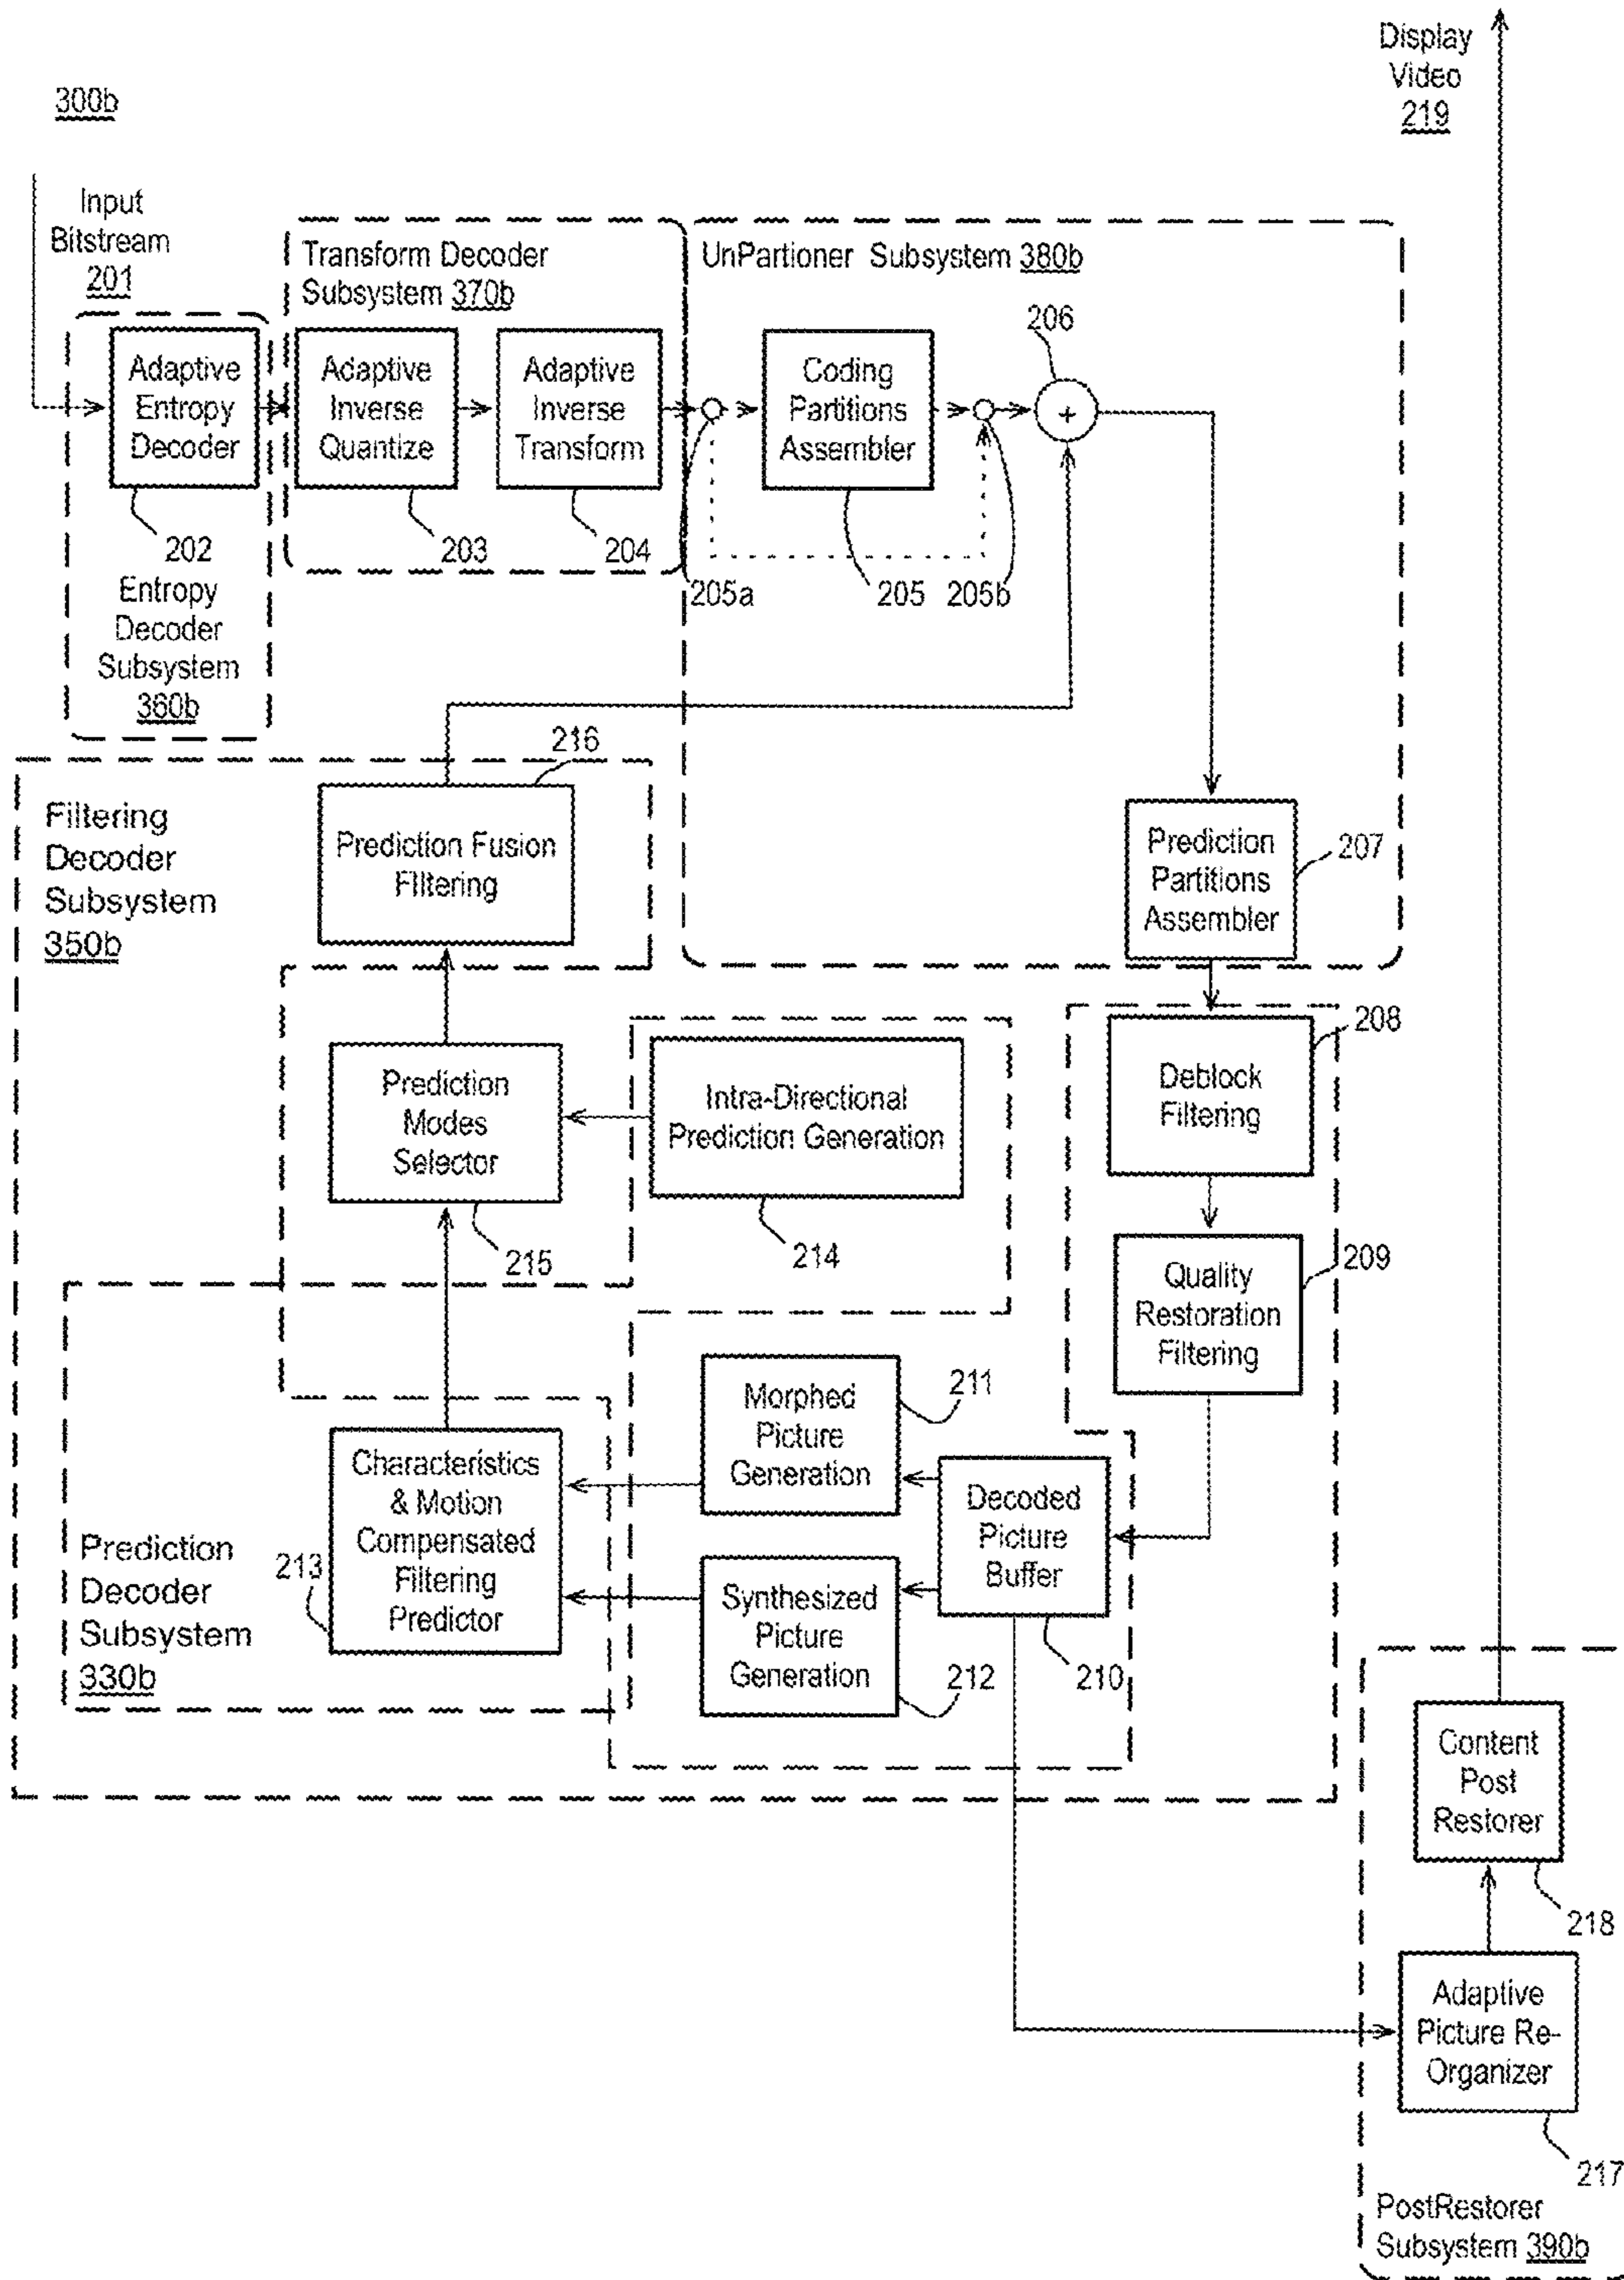 Display
Video
219
300b
Input
Bitstream
201
Transform Decoder
Subsystem 370b
UnPartioner Subsystem 380b
206
Adaptive
Entropy
Decoder
Adaptive
Inverse
Quantize
Adaptive
Inverse
Transform
Coding
Partitions
Assembler
+
202
203
204
205a
205
205b
Entropy
Decoder
Subsystem
360b
216
Filtering
Decoder
Subsystem
350b
Prediction Fusion
FIltering
Prediction
Partitions
Assembler
207
208
Prediction
Modes
Selector
Intra-Directional
Prediction Generation
Deblock
Filtering
215
214
209
Quality
Restoration
Filtering
Morphed
Picture
Generation
211
Characteristics
& Motion
Compensated
Filtering
Predictor
213
Decoded
Picture
Buffer
Prediction
Decoder
Subsystem
330b
Synthesized
Picture
Generation
212
210
Content
Post
Restorer
218
Adaptive
Picture Re-
Organizer
217
PostRestorer
Subsystem 390b